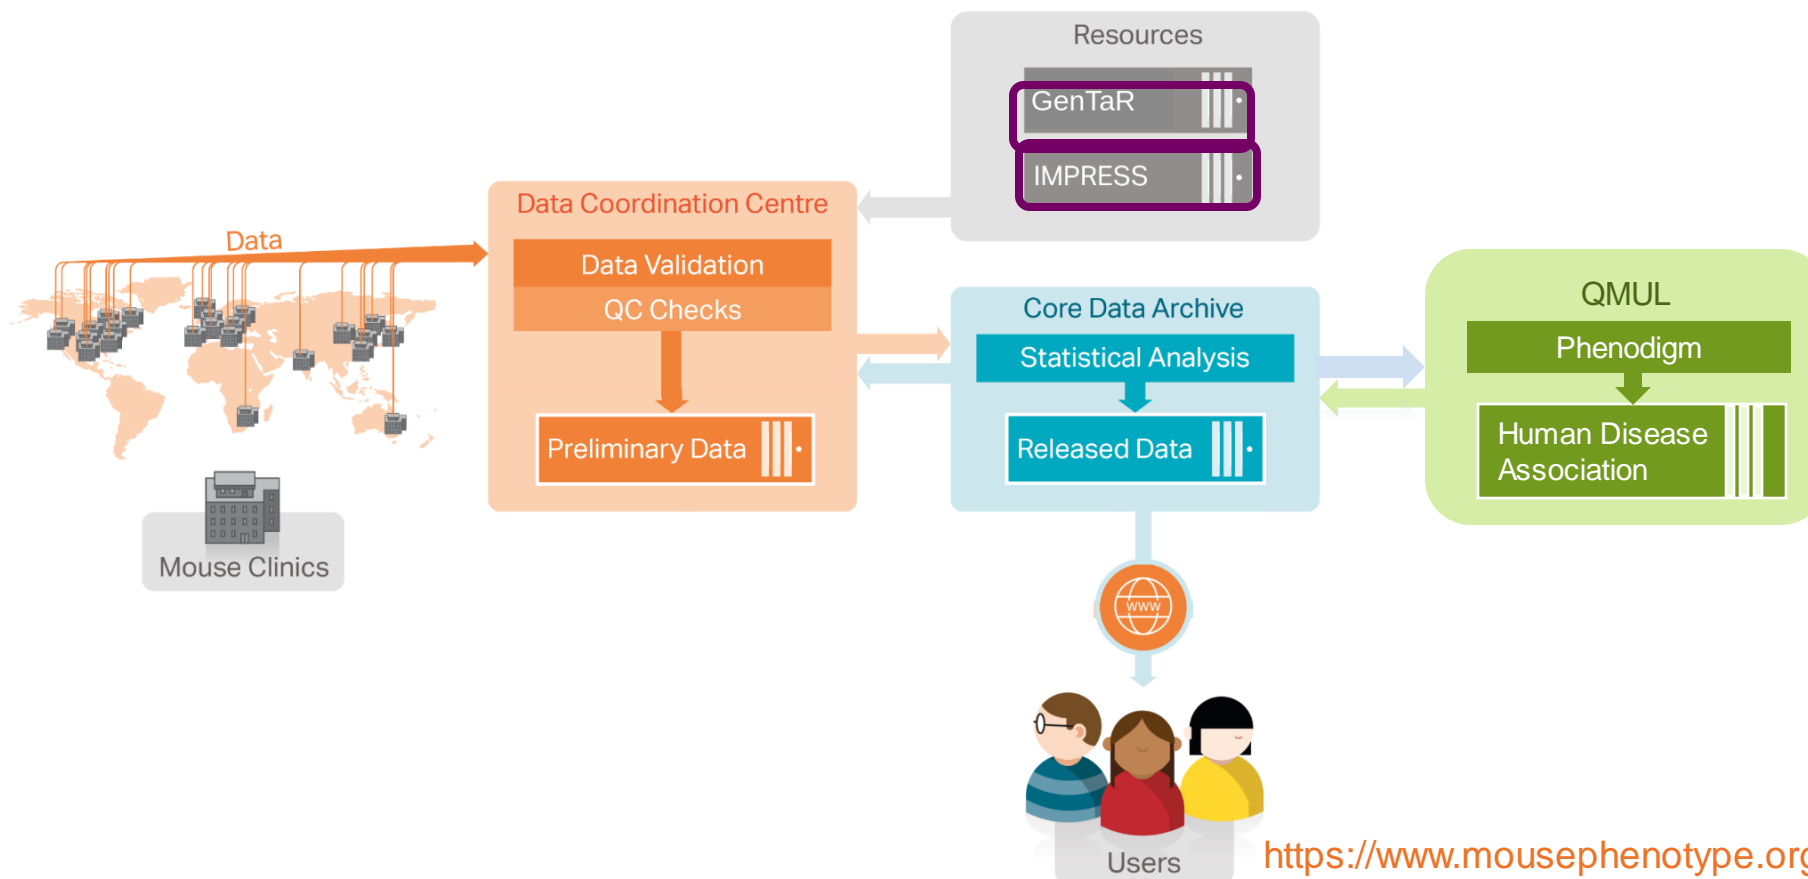 Resources
GenTaR
IMPRESS
Data Coordination Centre
Data Validation
QC Checks
Preliminary Data
Data
Mouse Clinics
Core Data Archive
Statistical Analysis
Released Data
QMUL
Phenodigm
Human Disease
Association
www
Users
https://www.mousephenotype.org